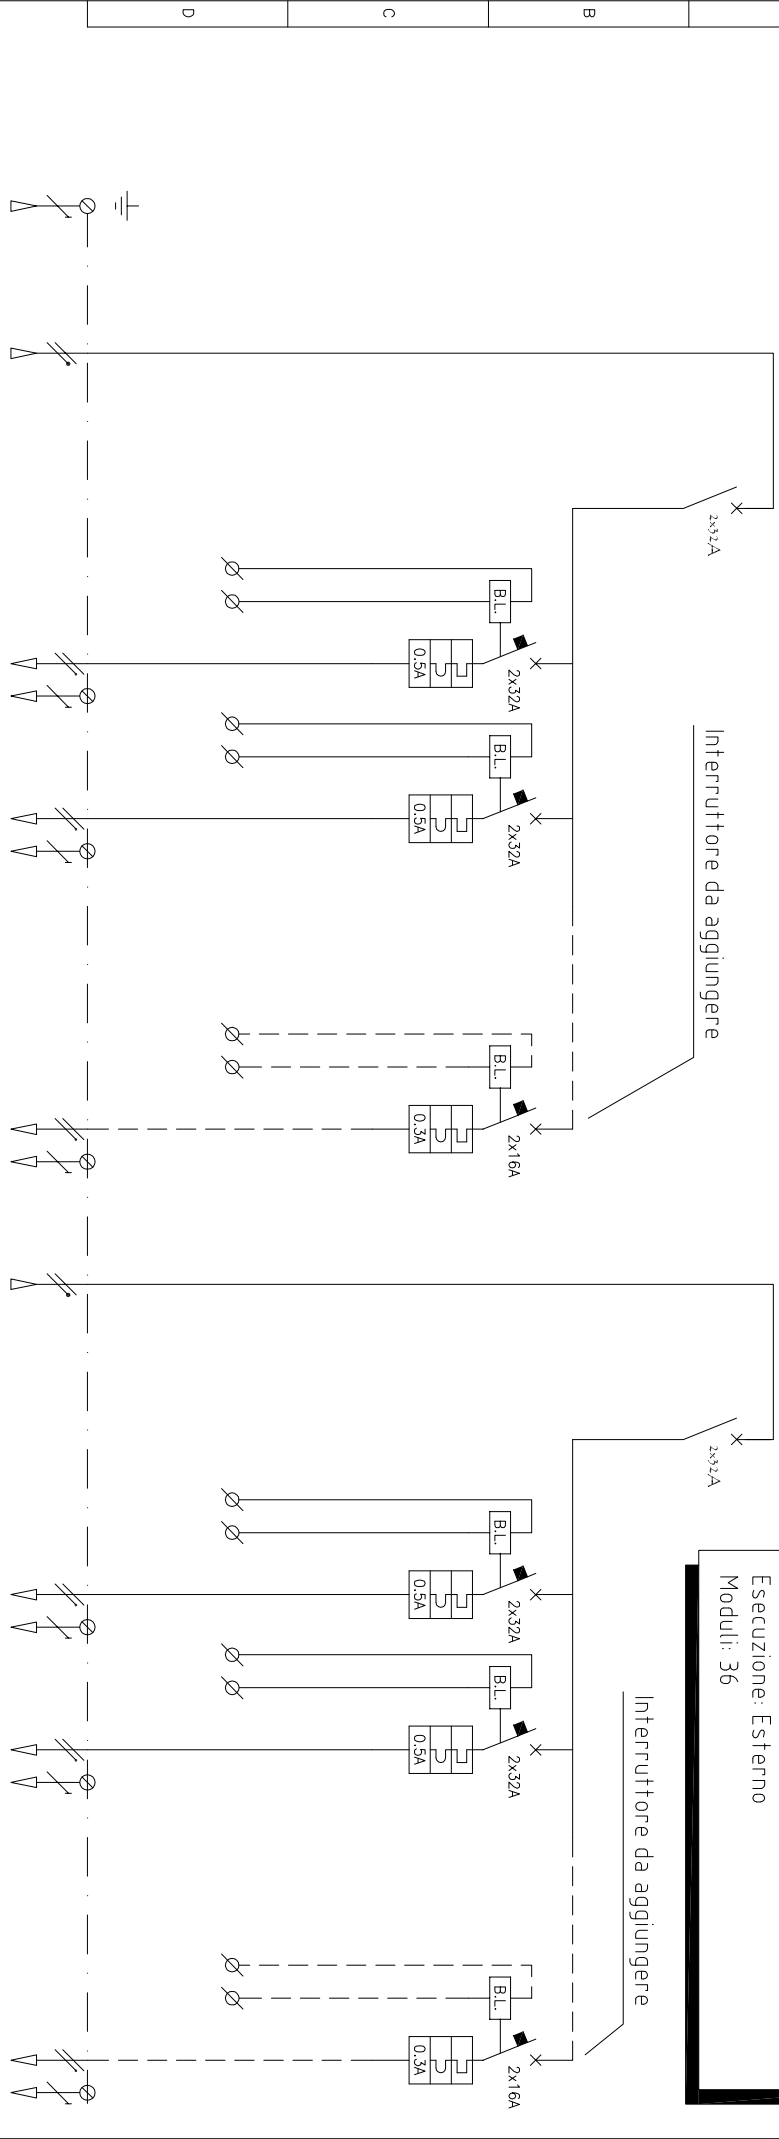 D
C
B
2x32A
B.L.
0.5A
2x32A
B.L.
0.5A
2x32A
Interruttore da aggiungere
B.L.
0.3A
2x16A
2x32A
Esecuzione: Esterno
Moduli: 36
B.L.
0.5A
2x32A
B.L.
0.5A
2x32A
Interruttore da aggiungere
B.L.
0.3A
2x16A